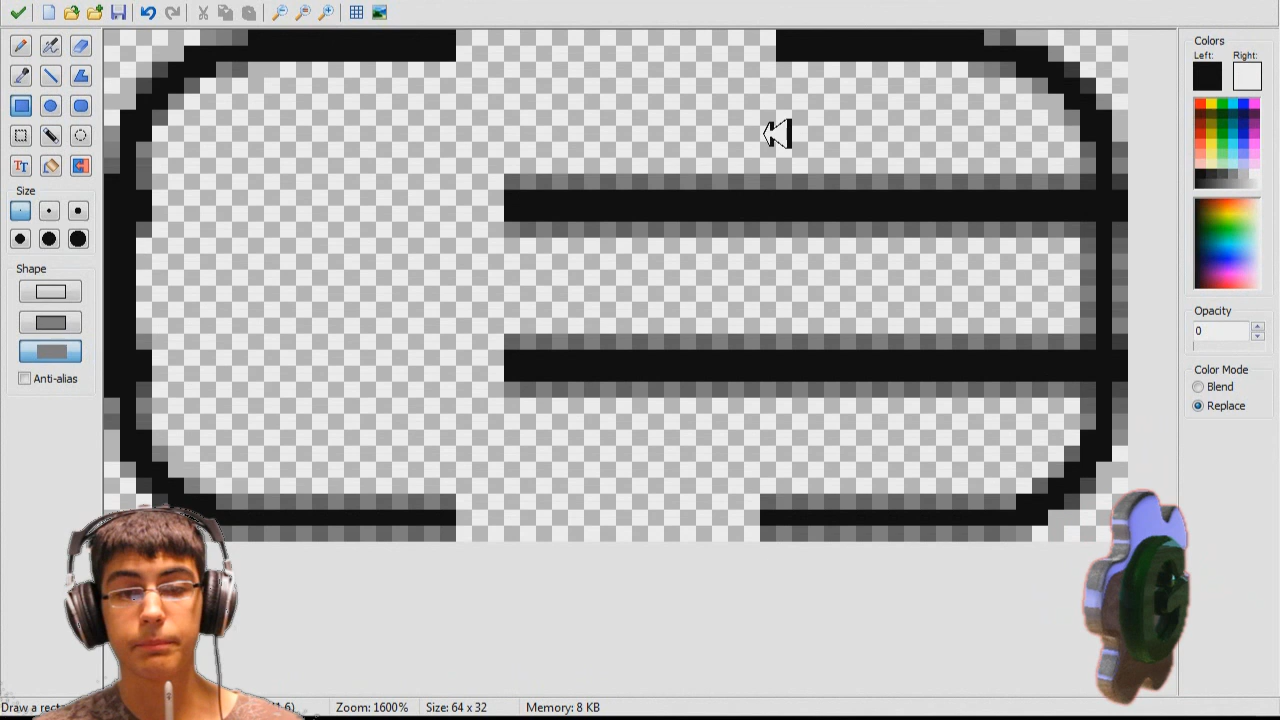 Colors
Left: Right:
TT
Size
Shape
Anti-alias
Opacity
0
Color Mode
Blend
Replace
Draw a rect
Zoom: 1600%
Size: 64 x 32
Memory: 8 KB